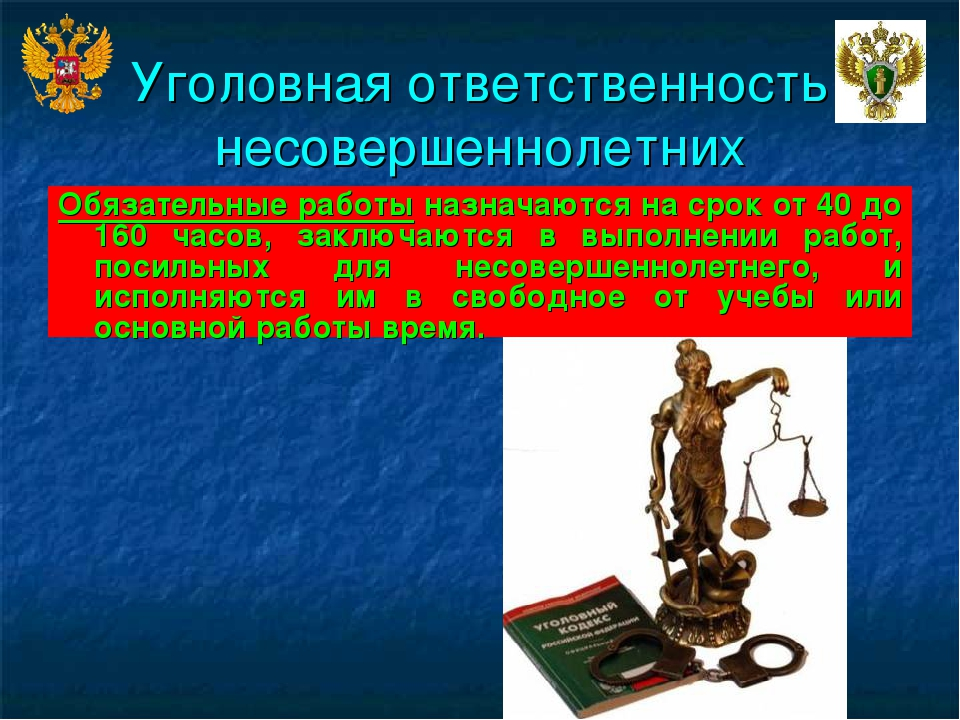 Уголовная ответственность
несовершеннолетних
Обязательные работы назначаются на срок от 40 до
160 часов, заключаются в выполнении работ,
посильных для несовершеннолетнего, и
исполняются им в свободное от учебы или
основной работы время.
УГОЛОВНЫЙ
КОДЕКС
РОССИЙСКОЙ ФЕДЕРАЦИИ